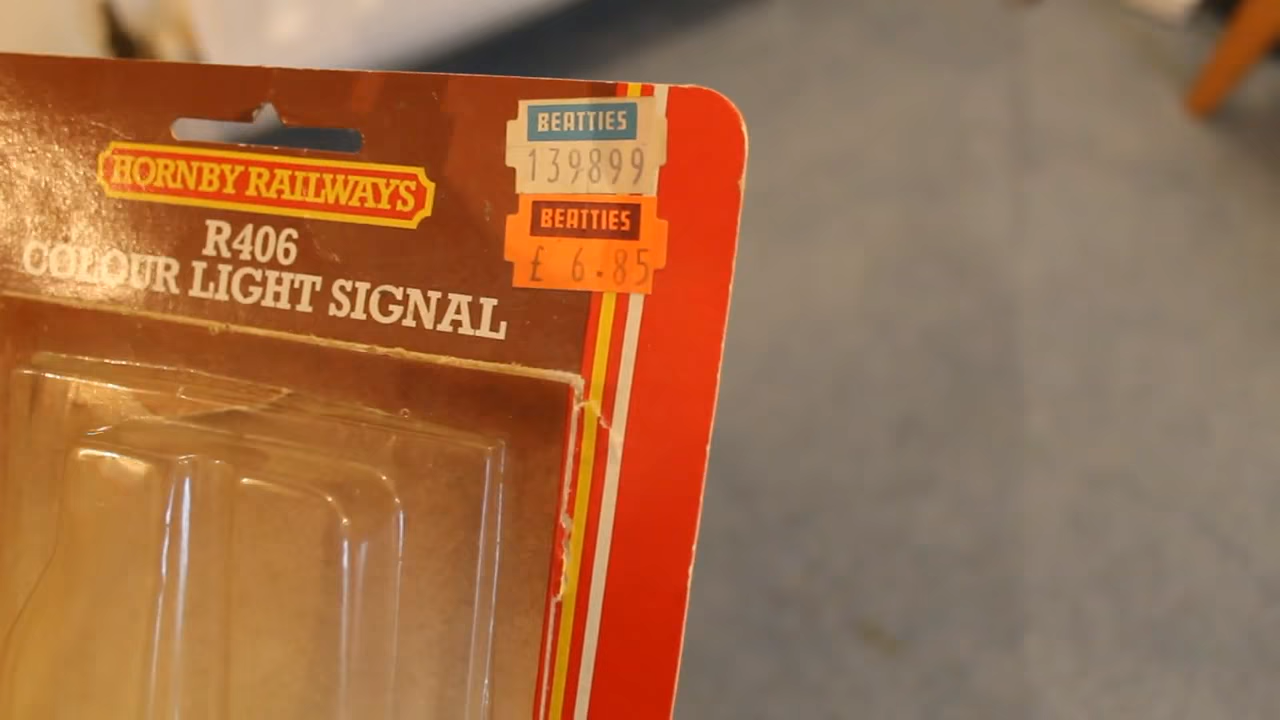 HORNBY RAILWAYS
R406
COLOUR LIGHT SIGNAL
BEATTIES
139899
BEATTIES
£ 6.85